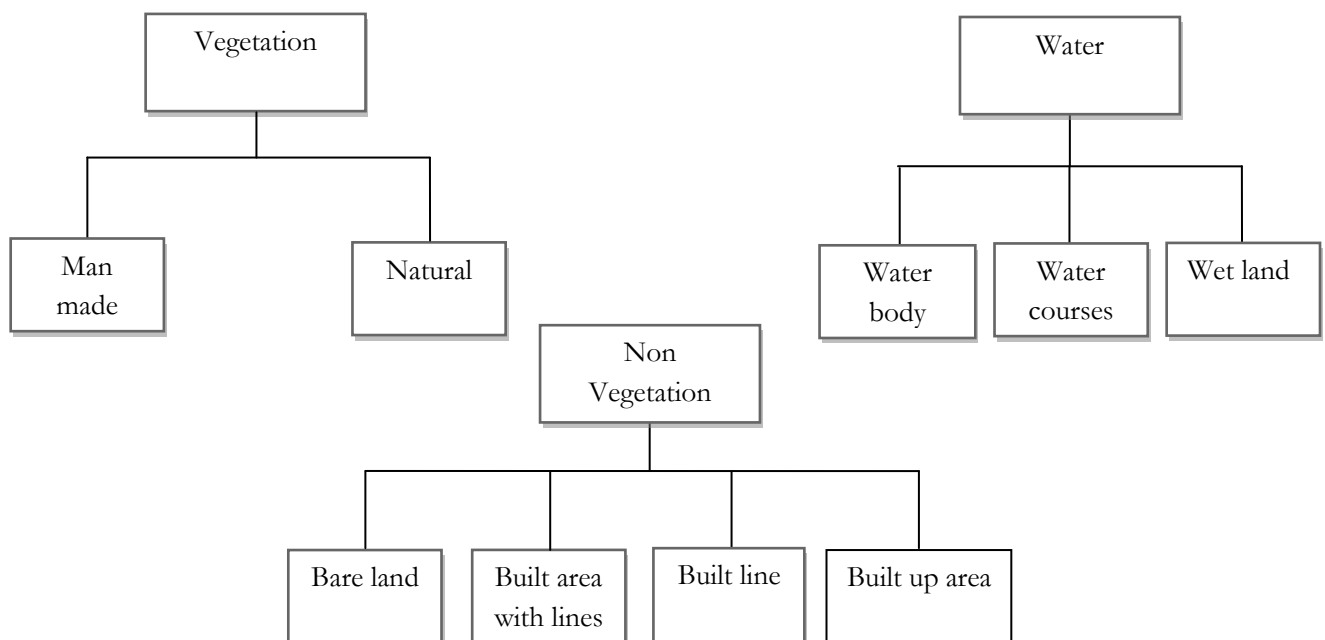 Vegetation
Water
Man
made
Natural
Water
body
Water
courses
Wet land
Non
Vegetation
Bare land
Built area
with lines
Built line
Built up area